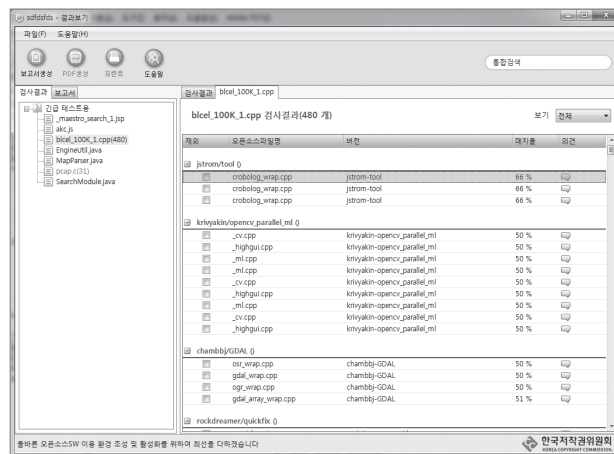 sdfdsfds - 결과보기
파일(F) 도움말(H)
보고서생성 PDF생성 프린트 도움말
통합검색
검사결과 보고서
긴급 테스트용
_maestro_search_1.jsp
akc.js
blcel_100K_1.cpp(480)
EngineUtil.java
MapParser.java
pcap.c(31)
SearchModule.java
검사결과 blcel_100K_1.cpp
blcel_100K_1.cpp 검사결과(480 개)
보기 전체
제외 오픈소스파일명 버전 매치율 의견
jstrom/tool ()
crobolog_wrap.cpp jstrom-tool 66 %
crobolog_wrap.cpp jstrom-tool 66 %
crobolog_wrap.cpp jstrom-tool 66 %
krivyakin/opencv_parallel_ml ()
_cv.cpp krivyakin-opencv_parallel_ml 50 %
_highgui.cpp krivyakin-opencv_parallel_ml 50 %
_ml.cpp krivyakin-opencv_parallel_ml 50 %
_ml.cpp krivyakin-opencv_parallel_ml 50 %
_cv.cpp krivyakin-opencv_parallel_ml 50 %
_highgui.cpp krivyakin-opencv_parallel_ml 50 %
_ml.cpp krivyakin-opencv_parallel_ml 50 %
_cv.cpp krivyakin-opencv_parallel_ml 50 %
_highgui.cpp krivyakin-opencv_parallel_ml 50 %
chambbj/GDAL ()
osr_wrap.cpp chambbj-GDAL 50 %
gdal_wrap.cpp chambbj-GDAL 50 %
ogr_wrap.cpp chambbj-GDAL 50 %
gdal_array_wrap.cpp chambbj-GDAL 51 %
rockdreamer/quickfix ()
올바른 오픈소스SW 이용 환경 조성 및 활성화를 위하여 최선을 다하겠습니다
한국저작권위원회
KOREA COPYRIGHT COMMISSION